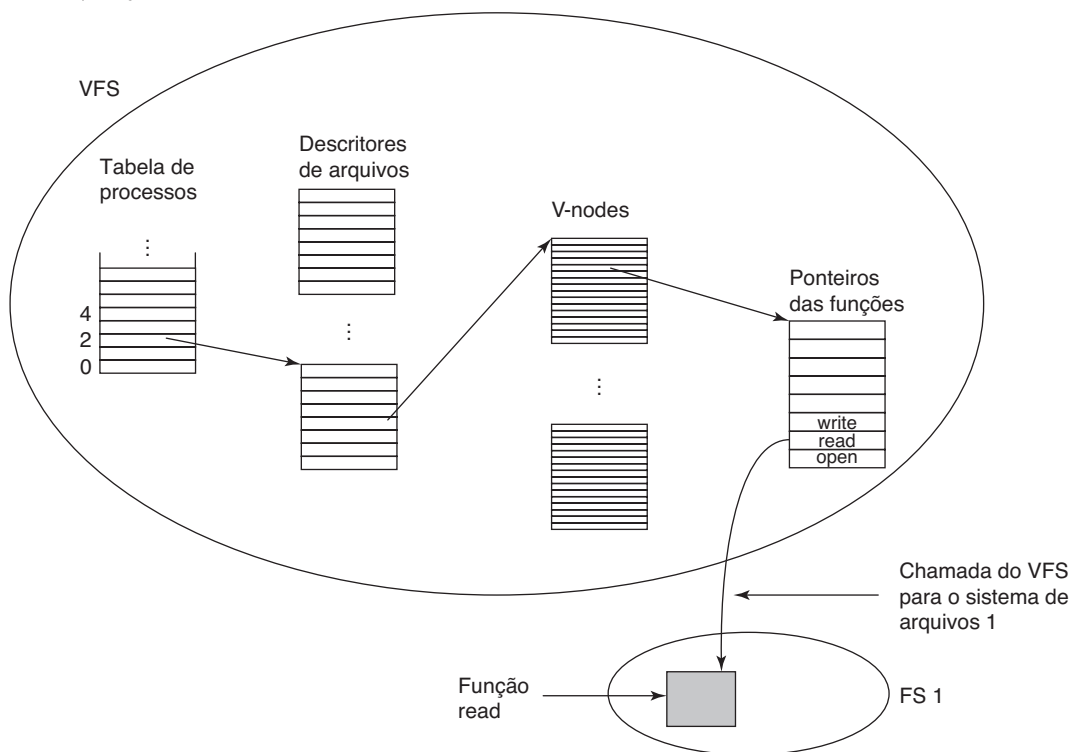 VFS
Tabela de
processos
Descritores
de arquivos
V-nodes
Ponteiros
das funções
4
2
0
write
read
open
Chamada do VFS
para o sistema de
arquivos 1
Função
read
FS 1